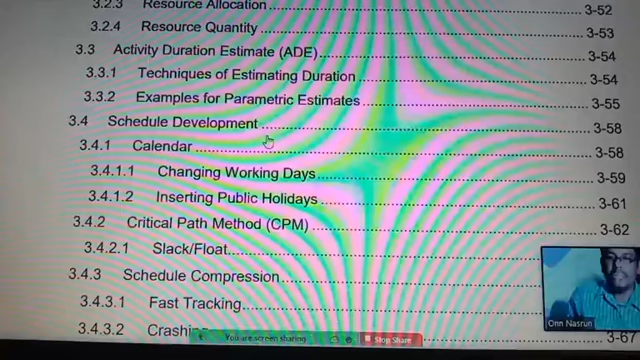 3.2.3 Resource Allocation 3-52
3.2.4 Resource Quantity 3-53
3.3 Activity Duration Estimate (ADE) 3-54
3.3.1 Techniques of Estimating Duration 3-54
3.3.2 Examples for Parametric Estimates 3-55
3.4 Schedule Development 3-58
3.4.1 Calendar 3-58
3.4.1.1 Changing Working Days 3-59
3.4.1.2 Inserting Public Holidays 3-61
3.4.2 Critical Path Method (CPM) 3-62
3.4.2.1 Slack/Float
3.4.3 Schedule Compression
3.4.3.1 Fast Tracking
3.4.3.2 Crashing 3-67
You are screen sharing
Stop Share
Onn Nasrun